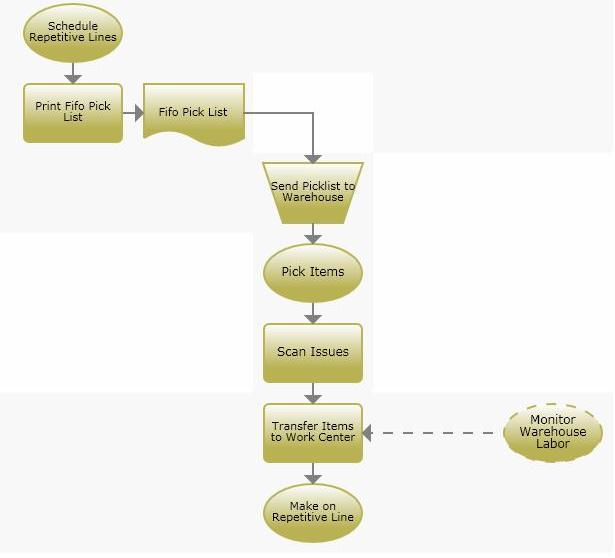 Schedule
Repetitive Lines
Print Fifo Pick
List
Fifo Pick List
Send Picklist to
Warehouse
Pick Items
Scan Issues
Transfer Items
to Work Center
Monitor
Warehouse
Labor
Make on
Repetitive Line